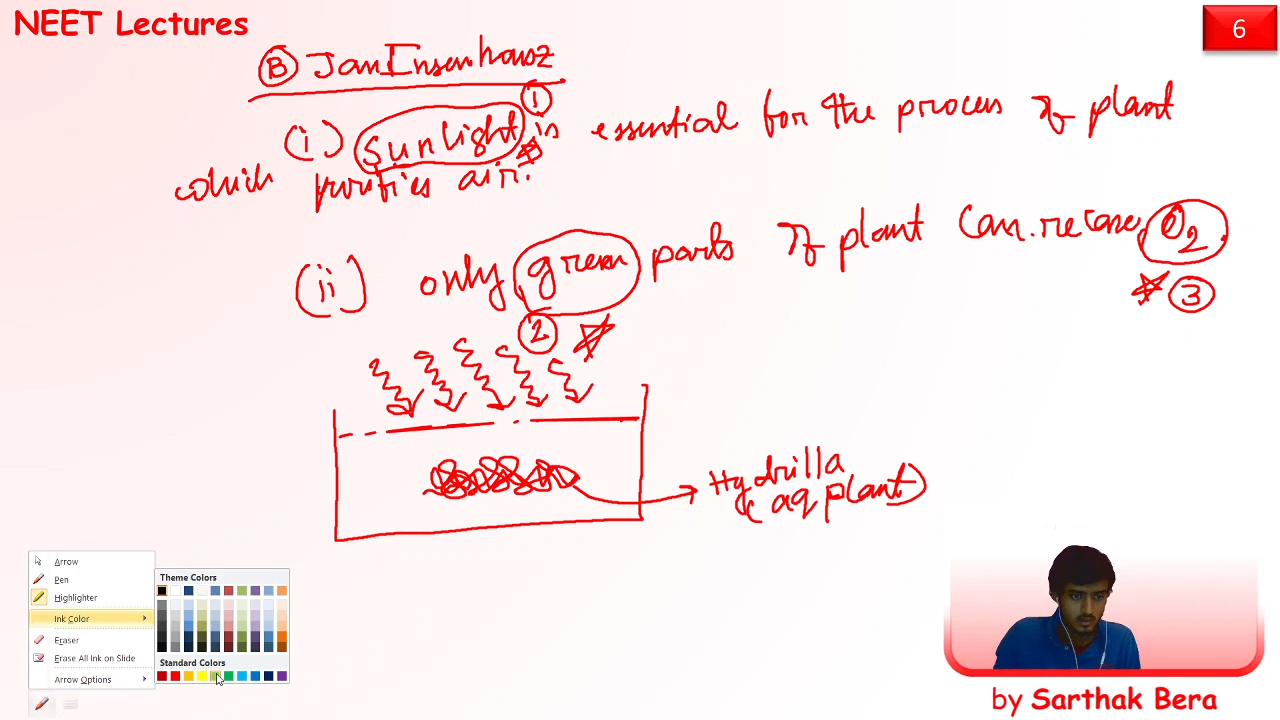 NEET Lectures
6
B Jan Ingenhousz
1
(i) Sunlight is essential for the process of plant
which purifies air.
(ii) only green parts of plant can release O2
3
2
Hydrilla
(aq plant)
Arrow
Pen
Highlighter
Ink Color
Eraser
Erase All Ink on Slide
Arrow Options
Theme Colors
Standard Colors
by Sarthak Bera